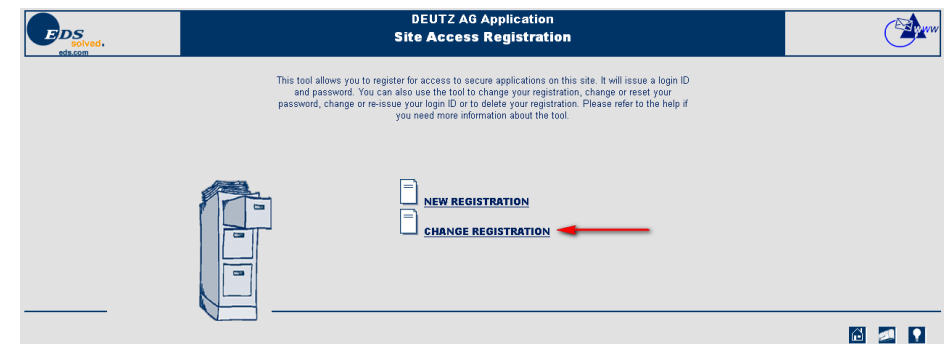 DEUTZ AG Application
EDS
solved.
eds.com
Site Access Registration
www
This tool allows you to register for access to secure applications on this site. It will issue a login ID
and password. You can also use the tool to change your registration, change or reset your
password, change or re-issue your login ID or to delete your registration. Please refer to the help if
you need more information about the tool.
NEW REGISTRATION
CHANGE REGISTRATION